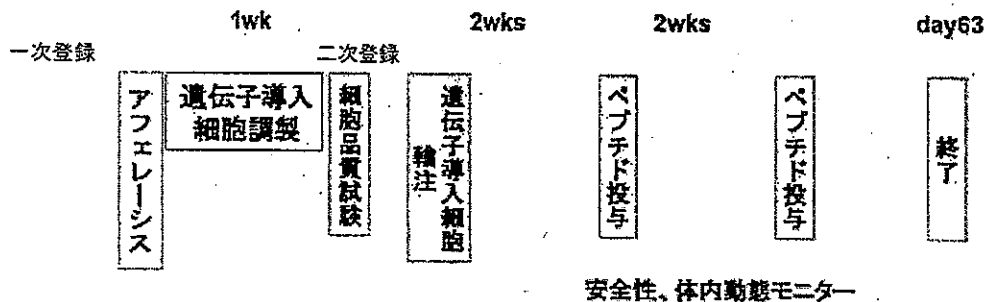 1wk
2wks
2wks
day63
一次登録
二次登録
アフェレーシス
遺伝子導入
細胞調製
細胞品質試験
遺伝子導入細胞
輸注
ペプチド投与
ペプチド投与
終了
安全性、体内動態モニター